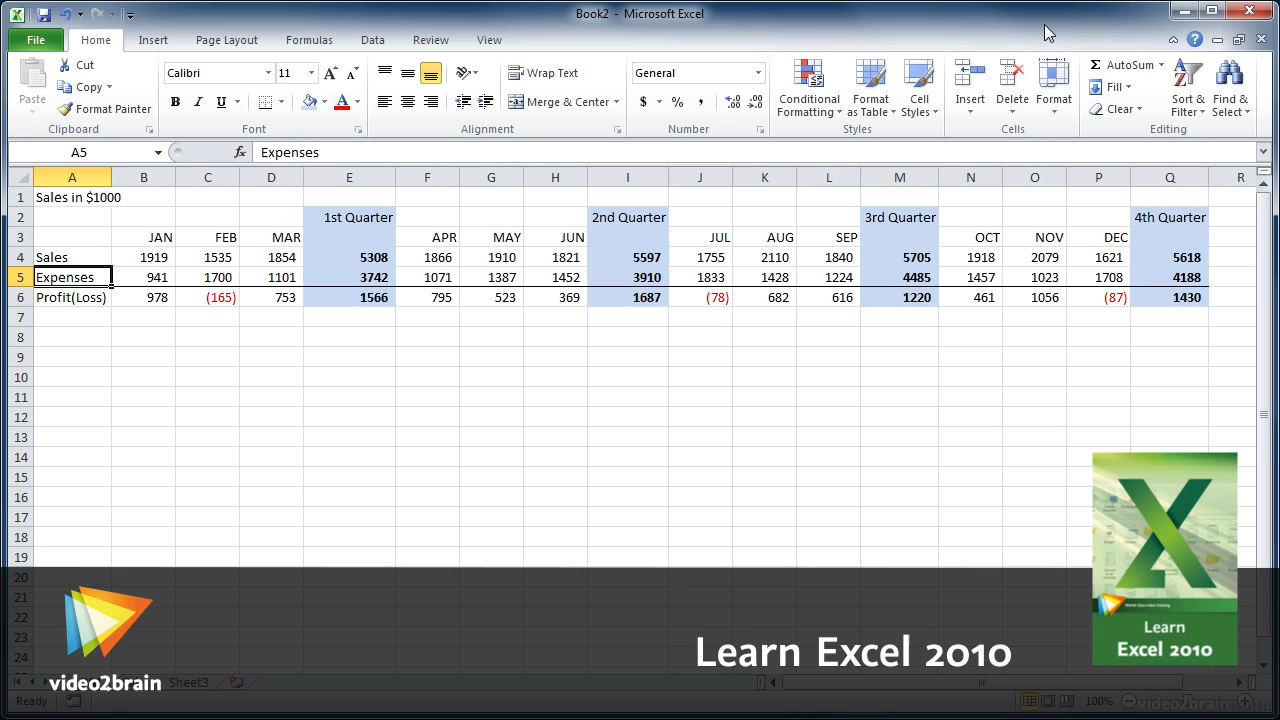 Book2 - Microsoft Excel
File Home Insert Page Layout Formulas Data Review View
Paste
Cut
Copy
Format Painter
Clipboard
Calibri 11
B I U A
Font
Wrap Text
Merge & Center
Alignment
General
$ % ,
Number
Conditional Formatting
Format as Table
Cell Styles
Styles
Insert Delete Format
Cells
Σ AutoSum
Fill
Clear
Sort & Filter
Find & Select
Editing
A5 fx Expenses
A B C D E F G H I J K L M N O P Q R
1 Sales in $1000
2 1st Quarter 2nd Quarter 3rd Quarter 4th Quarter
3 JAN FEB MAR APR MAY JUN JUL AUG SEP OCT NOV DEC
4 Sales 1919 1535 1854 5308 1866 1910 1821 5597 1755 2110 1840 5705 1918 2079 1621 5618
5 Expenses 941 1700 1101 3742 1071 1387 1452 3910 1833 1428 1224 4485 1457 1023 1708 4188
6 Profit(Loss) 978 (165) 753 1566 795 523 369 1687 (78) 682 616 1220 461 1056 (87) 1430
7
8
9
10
11
12
13
14
15
16
17
18
19
20
21
22
23
24
video2brain
Learn Excel 2010
Learn
Excel 2010
Sheet3
Ready 100%
video2brain.com